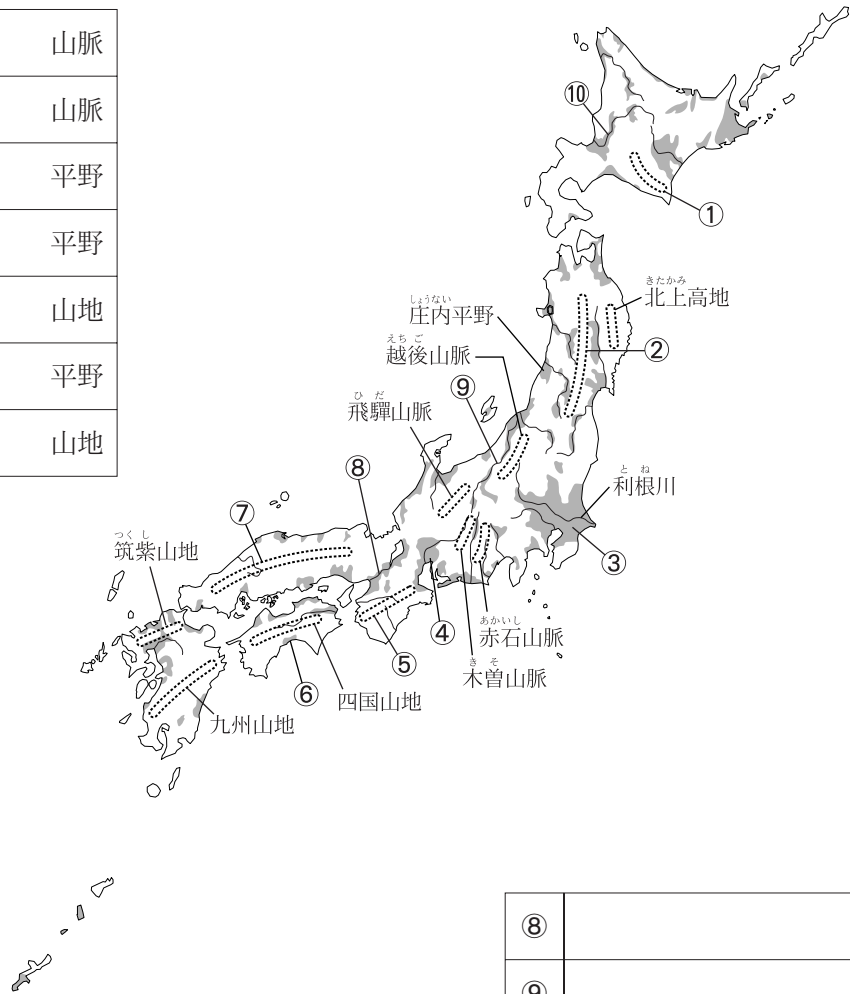 山脈
山脈
平野
平野
山地
平野
山地
⑩
①
きたかみ
北上高地
しょうない
庄内平野
②
えちご
越後山脈
⑨
ひだ
飛驒山脈
⑧
とね
利根川
⑦
③
つくし
筑紫山地
④
あかいし
赤石山脈
⑤
きそ
木曽山脈
⑥
四国山地
九州山地
⑧
⑨